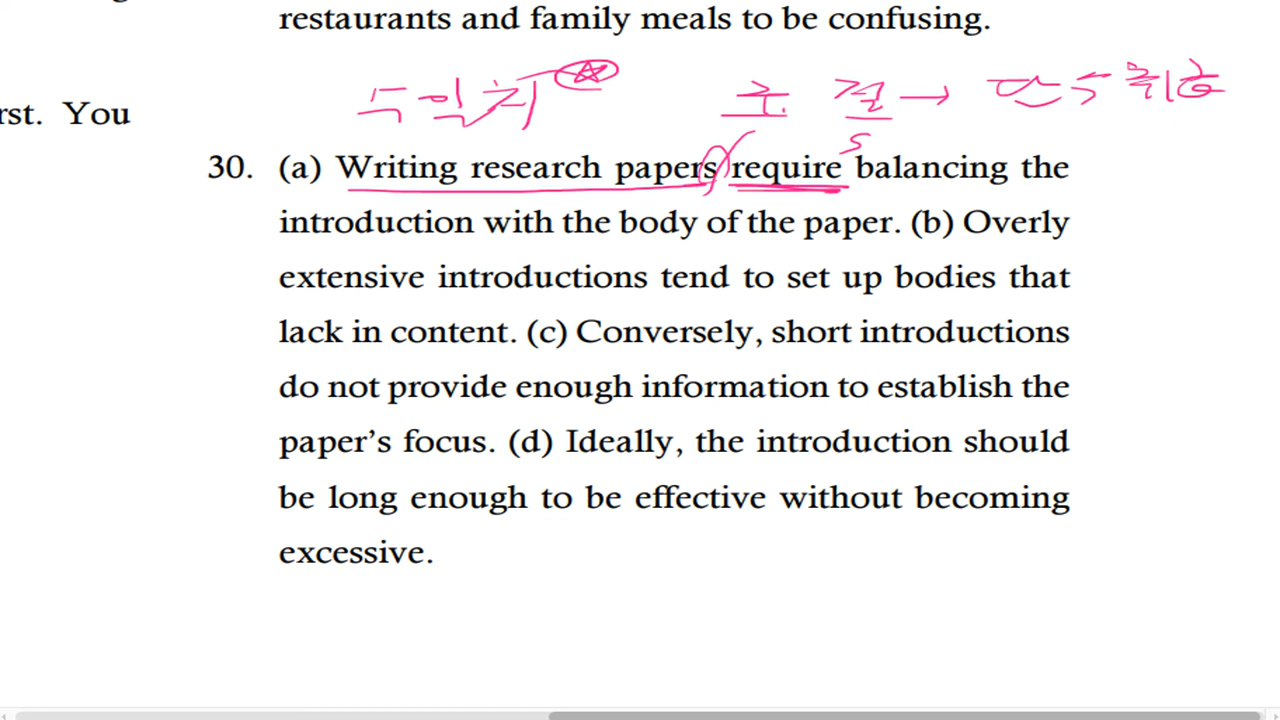 restaurants and family meals to be confusing.
수일치
구, 절 → 단수 취급
rst. You
s
30. (a) Writing research papers require balancing the
introduction with the body of the paper. (b) Overly
extensive introductions tend to set up bodies that
lack in content. (c) Conversely, short introductions
do not provide enough information to establish the
paper's focus. (d) Ideally, the introduction should
be long enough to be effective without becoming
excessive.